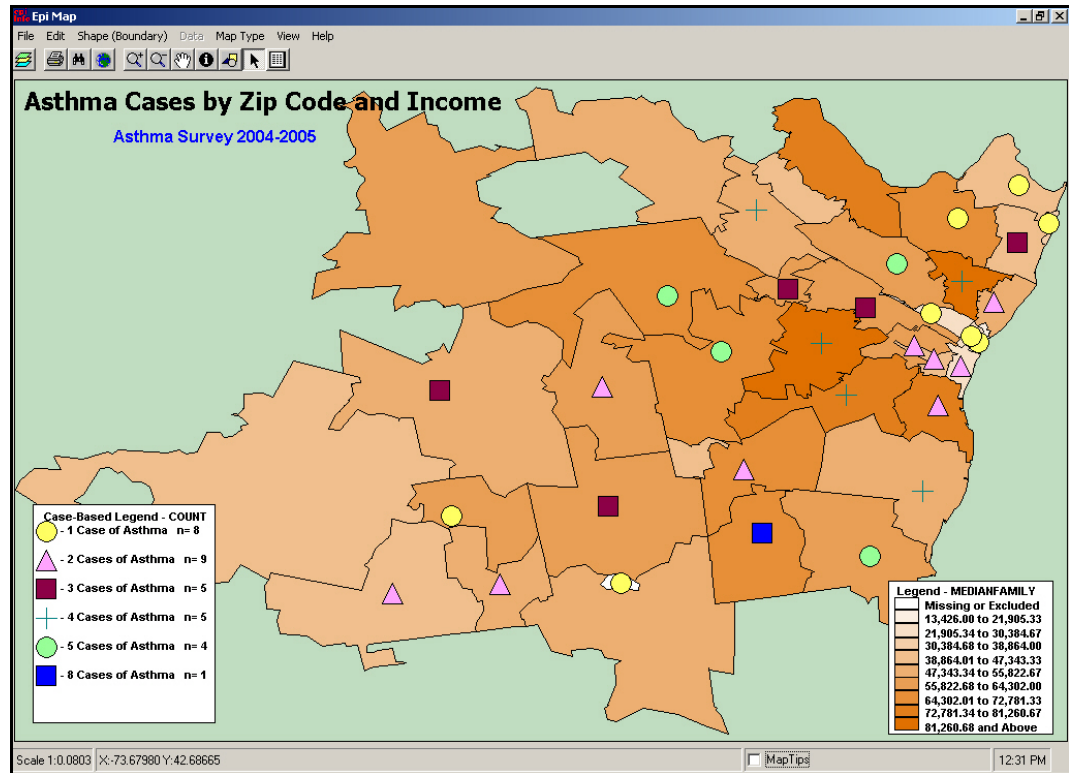 Epi Map
File Edit Shape (Boundary) Data Map Type View Help
Asthma Cases by Zip Code and Income
Asthma Survey 2004-2005
Case-Based Legend - COUNT
- 1 Case of Asthma n= 8
- 2 Cases of Asthma n= 9
- 3 Cases of Asthma n= 5
- 4 Cases of Asthma n= 5
- 5 Cases of Asthma n= 4
- 8 Cases of Asthma n= 1
Legend - MEDIANFAMILY
Missing or Excluded
13,426.00 to 21,905.33
21,905.34 to 30,384.67
30,384.68 to 38,864.00
38,864.01 to 47,343.33
47,343.34 to 55,822.67
55,822.68 to 64,302.00
64,302.01 to 72,781.33
72,781.34 to 81,260.67
81,260.68 and Above
Scale 1:0.0803 X:-73.67980 Y:42.68665 MapTips 12:31 PM